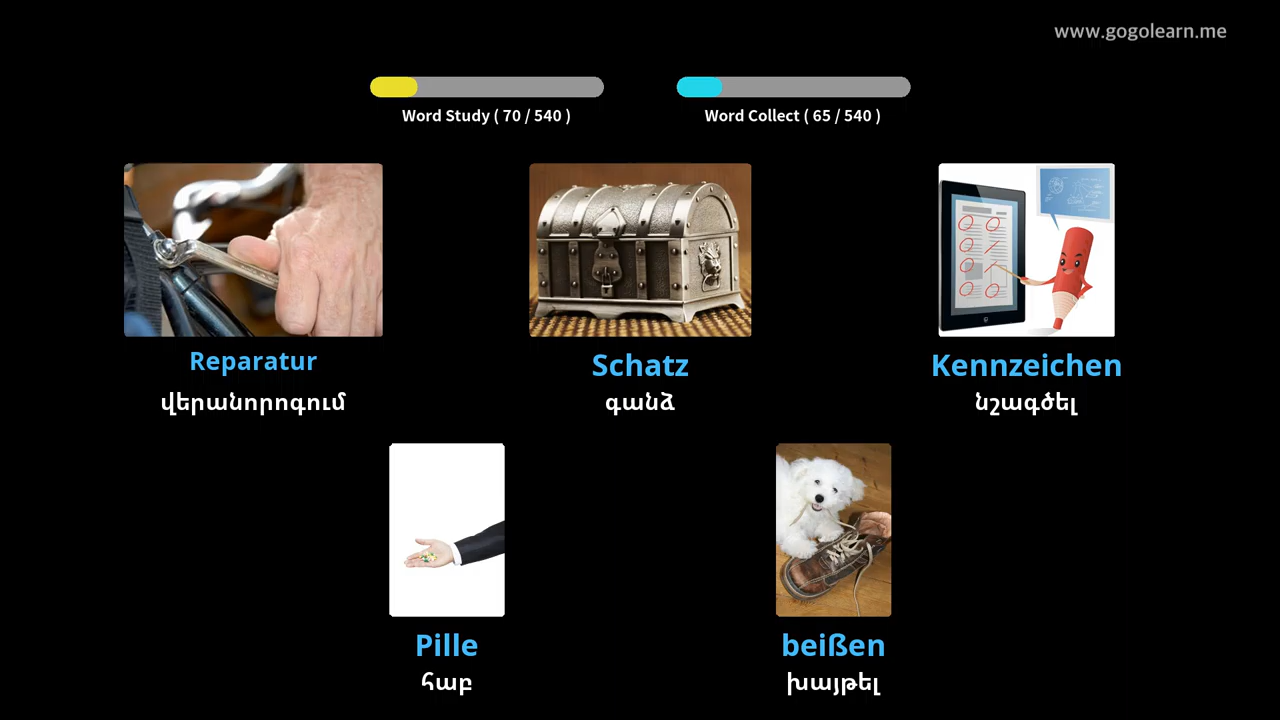 www.gogolearn.me
Word Study ( 70 / 540 )
Word Collect ( 65 / 540 )
Reparatur
վերանորոգում
Schatz
գանձ
Kennzeichen
նշագծել
Pille
հաբ
beißen
խայթել